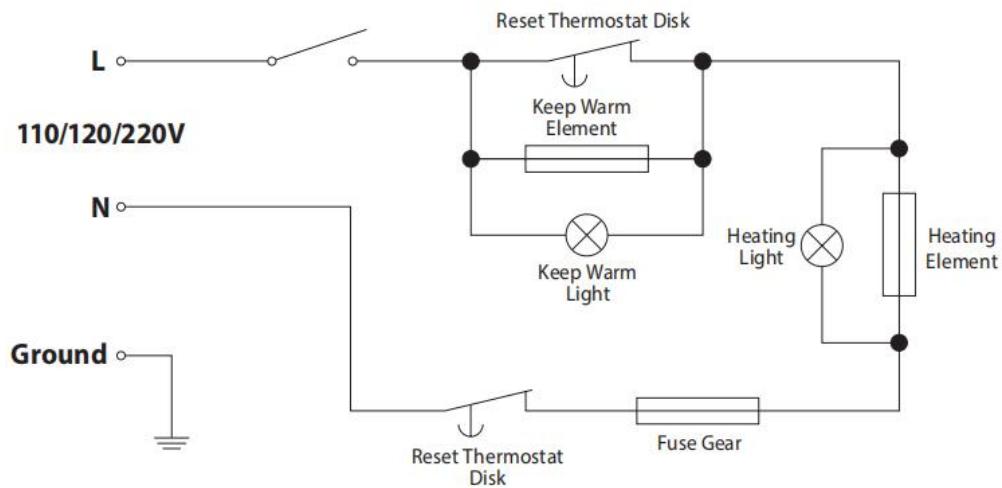 Reset Thermostat Disk
L
Keep Warm
Element
110/120/220V
N
Heating
Light
Heating
Element
Keep Warm
Light
Ground
Fuse Gear
Reset Thermostat
Disk